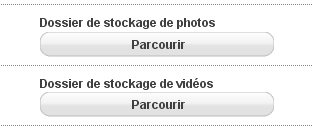 Dossier de stockage de photos
Parcourir
Dossier de stockage de vidéos
Parcourir